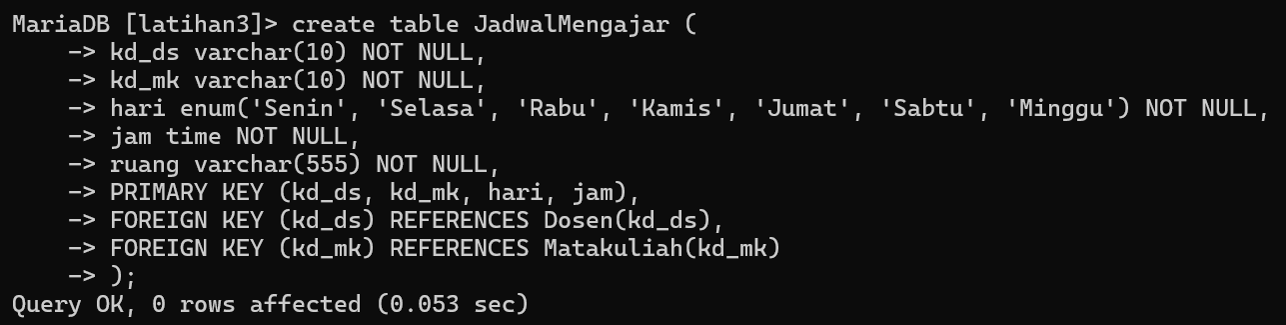 MariaDB [latihan3]> create table JadwalMengajar (
    -> kd_ds varchar(10) NOT NULL,
    -> kd_mk varchar(10) NOT NULL,
    -> hari enum('Senin', 'Selasa', 'Rabu', 'Kamis', 'Jumat', 'Sabtu', 'Minggu') NOT NULL,
    -> jam time NOT NULL,
    -> ruang varchar(555) NOT NULL,
    -> PRIMARY KEY (kd_ds, kd_mk, hari, jam),
    -> FOREIGN KEY (kd_ds) REFERENCES Dosen(kd_ds),
    -> FOREIGN KEY (kd_mk) REFERENCES Matakuliah(kd_mk)
    -> );
Query OK, 0 rows affected (0.053 sec)